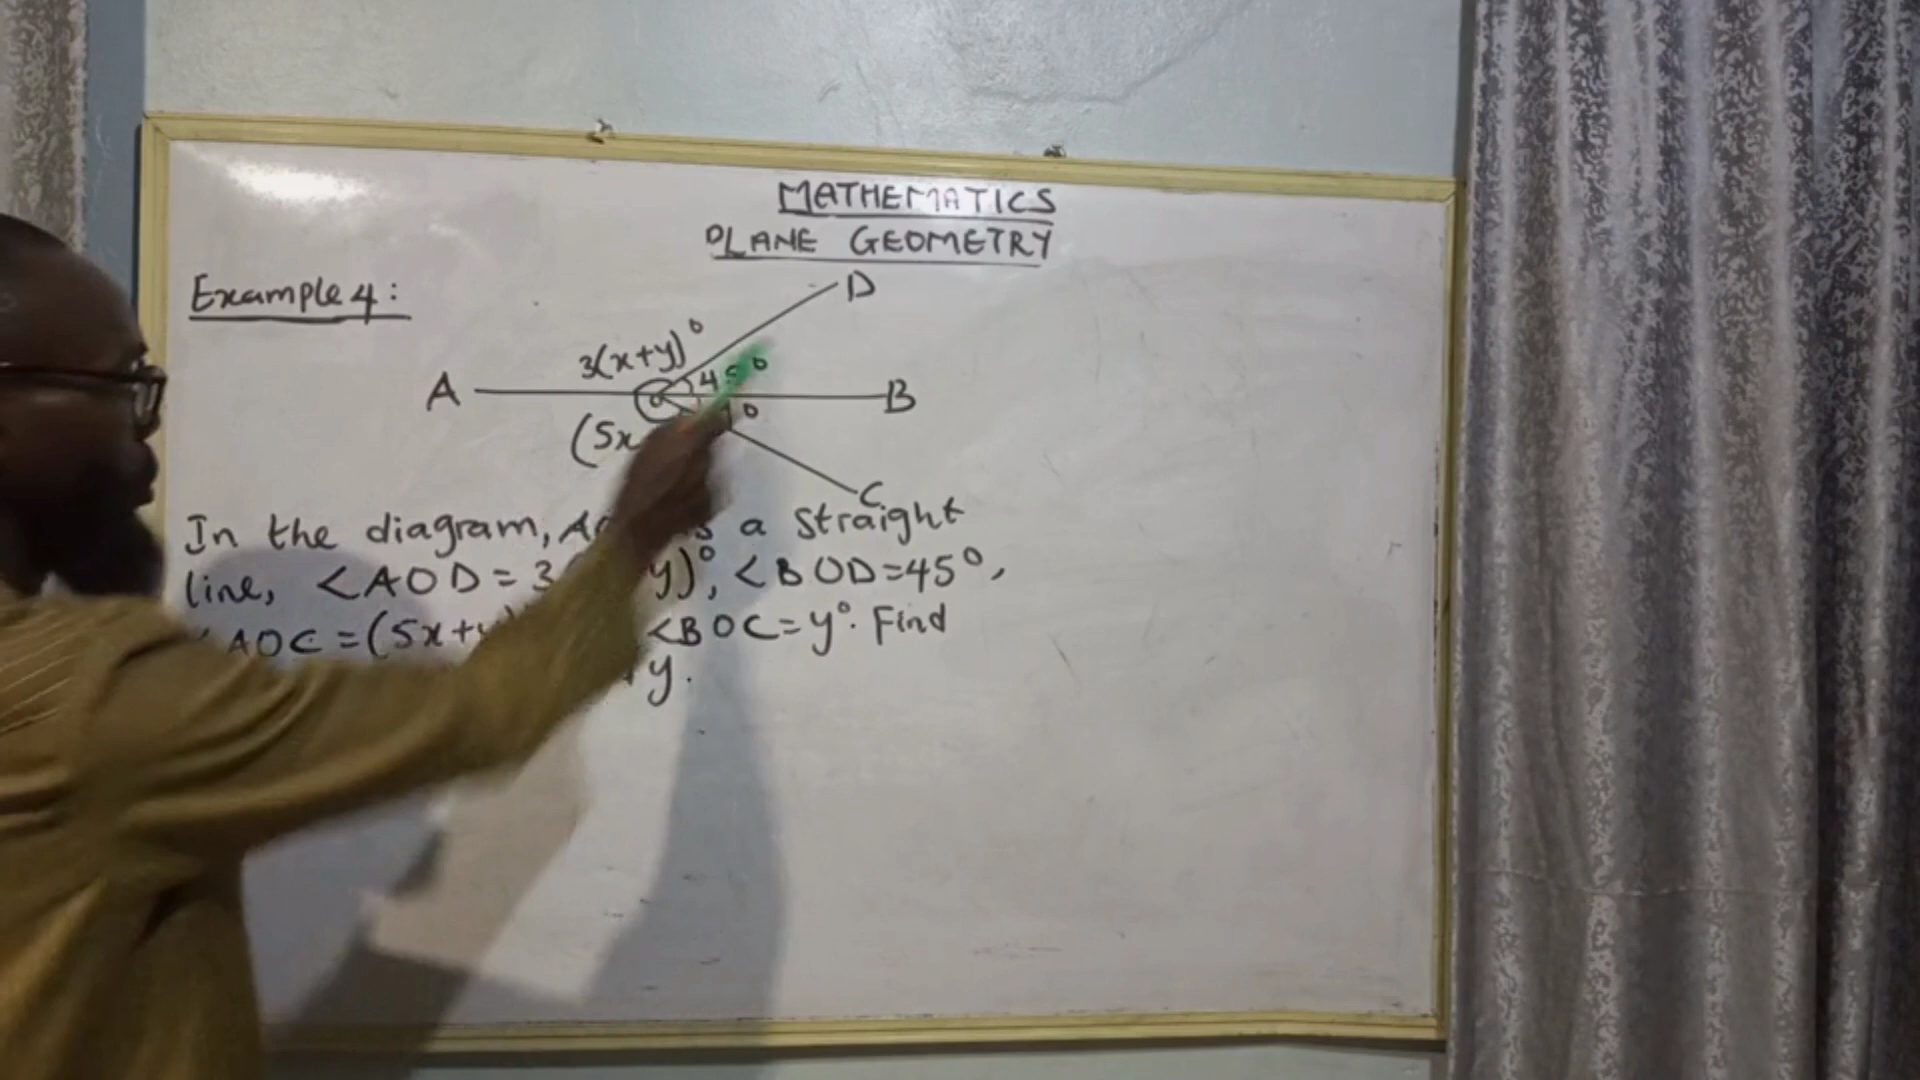 MATHEMATICS
PLANE GEOMETRY
Example 4:
D
3(x+y)°
A
45°
B
(5x
°
C
In the diagram, a straight
line, <AOD = 3 y)°, <BOD=45°,
AOC = (5x+y <BOC = y°. Find
y.